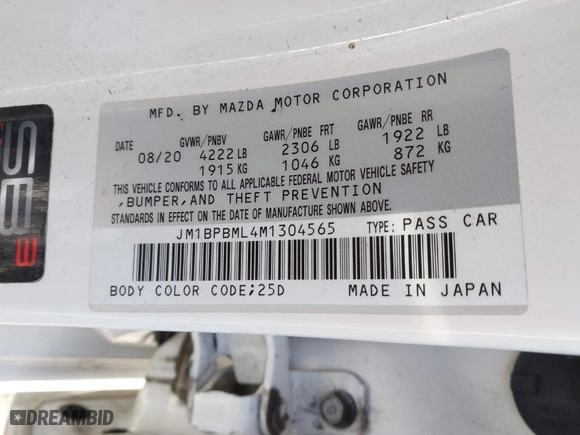 MFD. BY MAZDA MOTOR CORPORATION
DATE GVWR/PNBV GAWR/PNBE FRT GAWR/PNBE RR
08/20 4222 LB 2306 LB 1922 LB
1915 KG 1046 KG 872 KG
THIS VEHICLE CONFORMS TO ALL APPLICABLE FEDERAL MOTOR VEHICLE SAFETY
,BUMPER,AND THEFT PREVENTION
STANDARDS IN EFFECT ON THE DATE OF MANUFACTURE SHOWN ABOVE.
JM1BPBML4M1304565 TYPE: PASS CAR
BODY COLOR CODE;25D MADE IN JAPAN
DREAMBID